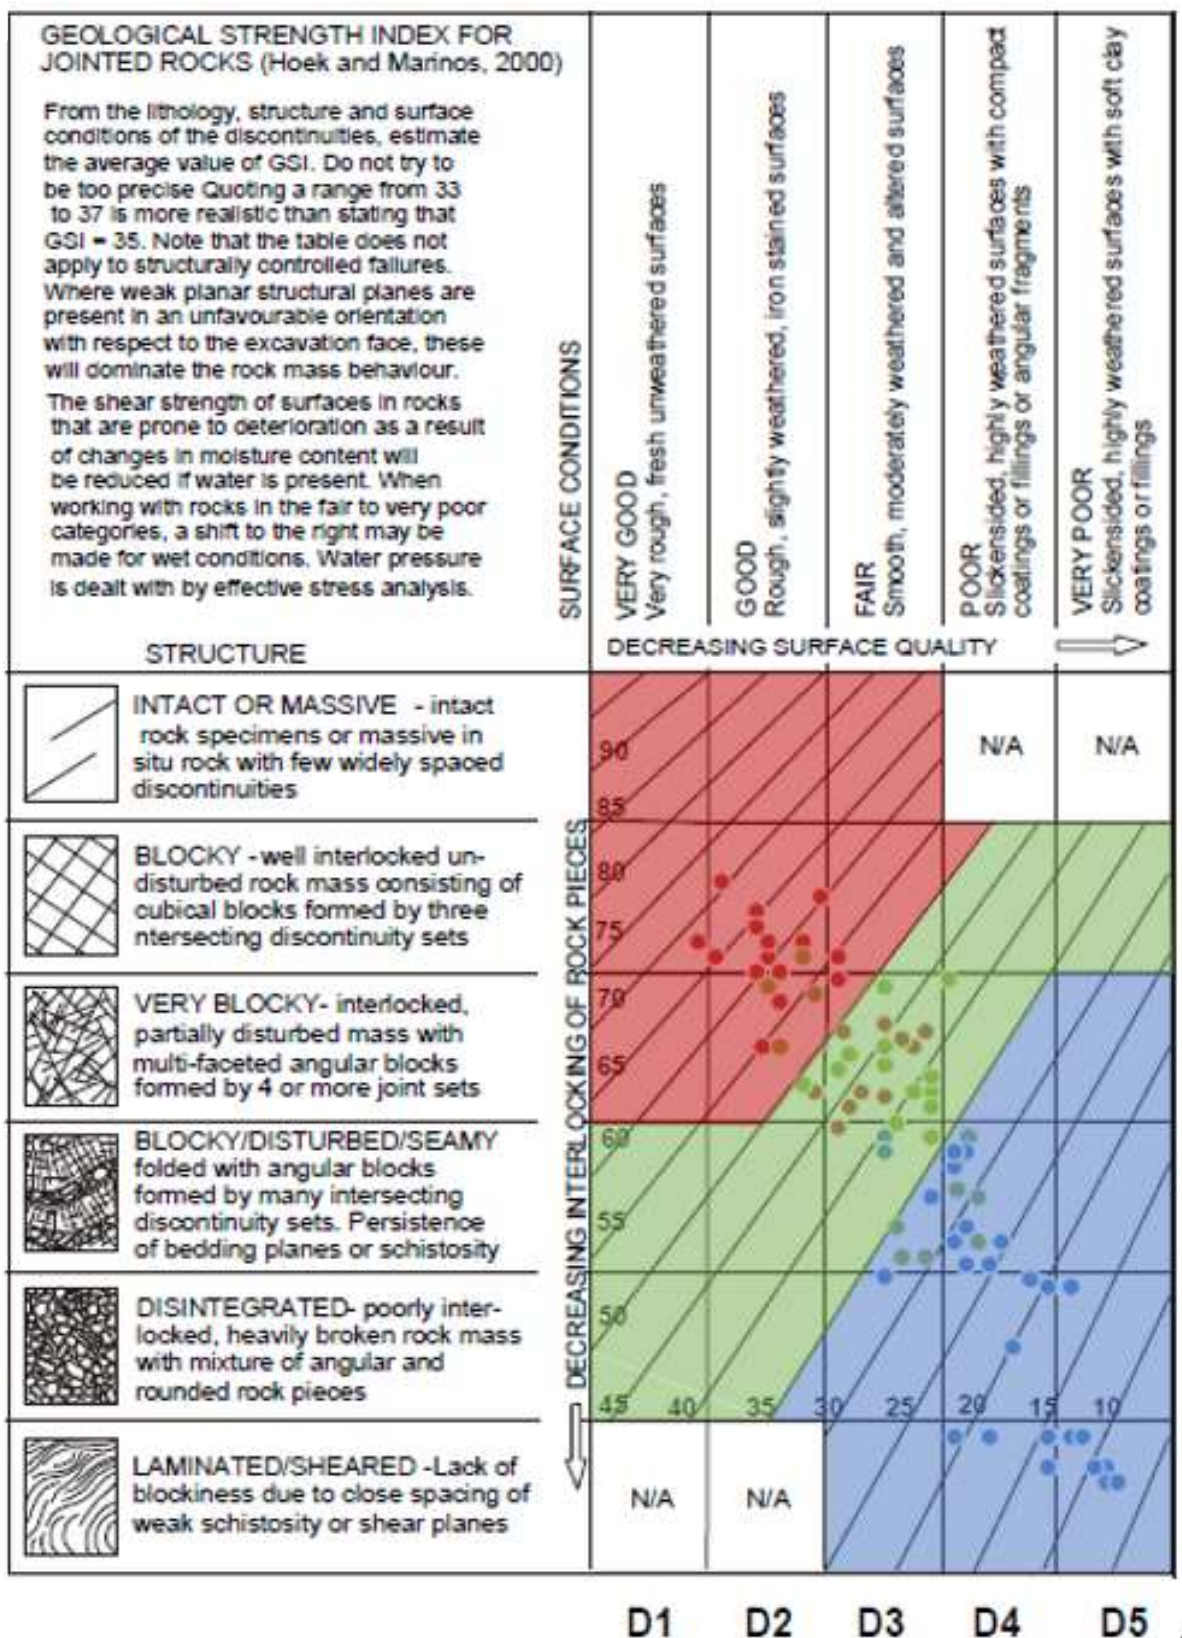 GEOLOGICAL STRENGTH INDEX FOR
JOINTED ROCKS (Hoek and Marinos, 2000)
From the lithology, structure and surface
conditions of the discontinuities, estimate
the average value of GSI. Do not try to
be too precise Quoting a range from 33
to 37 is more realistic than stating that
GSI = 35. Note that the table does not
apply to structurally controlled failures.
Where weak planar structural planes are
present in an unfavourable orientation
with respect to the excavation face, these
will dominate the rock mass behaviour.
The shear strength of surfaces in rocks
that are prone to deterioration as a result
of changes in moisture content will
be reduced if water is present. When
working with rocks in the fair to very poor
categories, a shift to the right may be
made for wet conditions. Water pressure
is dealt with by effective stress analysis.
STRUCTURE
SURFACE CONDITIONS
VERY GOOD
Very rough, fresh unweathered surfaces
GOOD
Rough, slightly weathered, iron stained surfaces
FAIR
Smooth, moderately weathered and altered surfaces
POOR
Slickensided, highly weathered surfaces with compact
coatings or fillings or angular fragments
VERY POOR
Slickensided, highly weathered surfaces with soft clay
coatings or fillings
DECREASING SURFACE QUALITY
INTACT OR MASSIVE - intact
rock specimens or massive in
situ rock with few widely spaced
discontinuities
BLOCKY - well interlocked un-
disturbed rock mass consisting of
cubical blocks formed by three
ntersecting discontinuity sets
VERY BLOCKY- interlocked,
partially disturbed mass with
multi-faceted angular blocks
formed by 4 or more joint sets
BLOCKY/DISTURBED/SEAMY
folded with angular blocks
formed by many intersecting
discontinuity sets. Persistence
of bedding planes or schistosity
DISINTEGRATED- poorly inter-
locked, heavily broken rock mass
with mixture of angular and
rounded rock pieces
LAMINATED/SHEARED -Lack of
blockiness due to close spacing of
weak schistosity or shear planes
DECREASING INTERLOCKING OF ROCK PIECES
90
N/A
N/A
85
80
75
70
65
60
55
50
45 40 35 30 25 20 15 10
N/A
N/A
D1 D2 D3 D4 D5